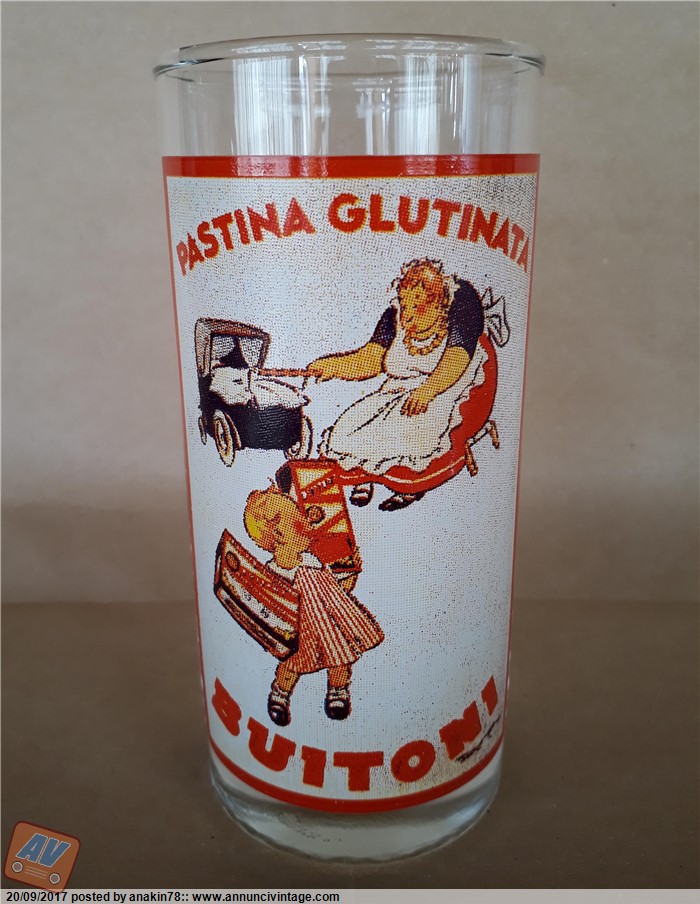 PASTINA GLUTINATA
BUITONI
AV
20/09/2017 posted by anakin78:: www.annuncivintage.com